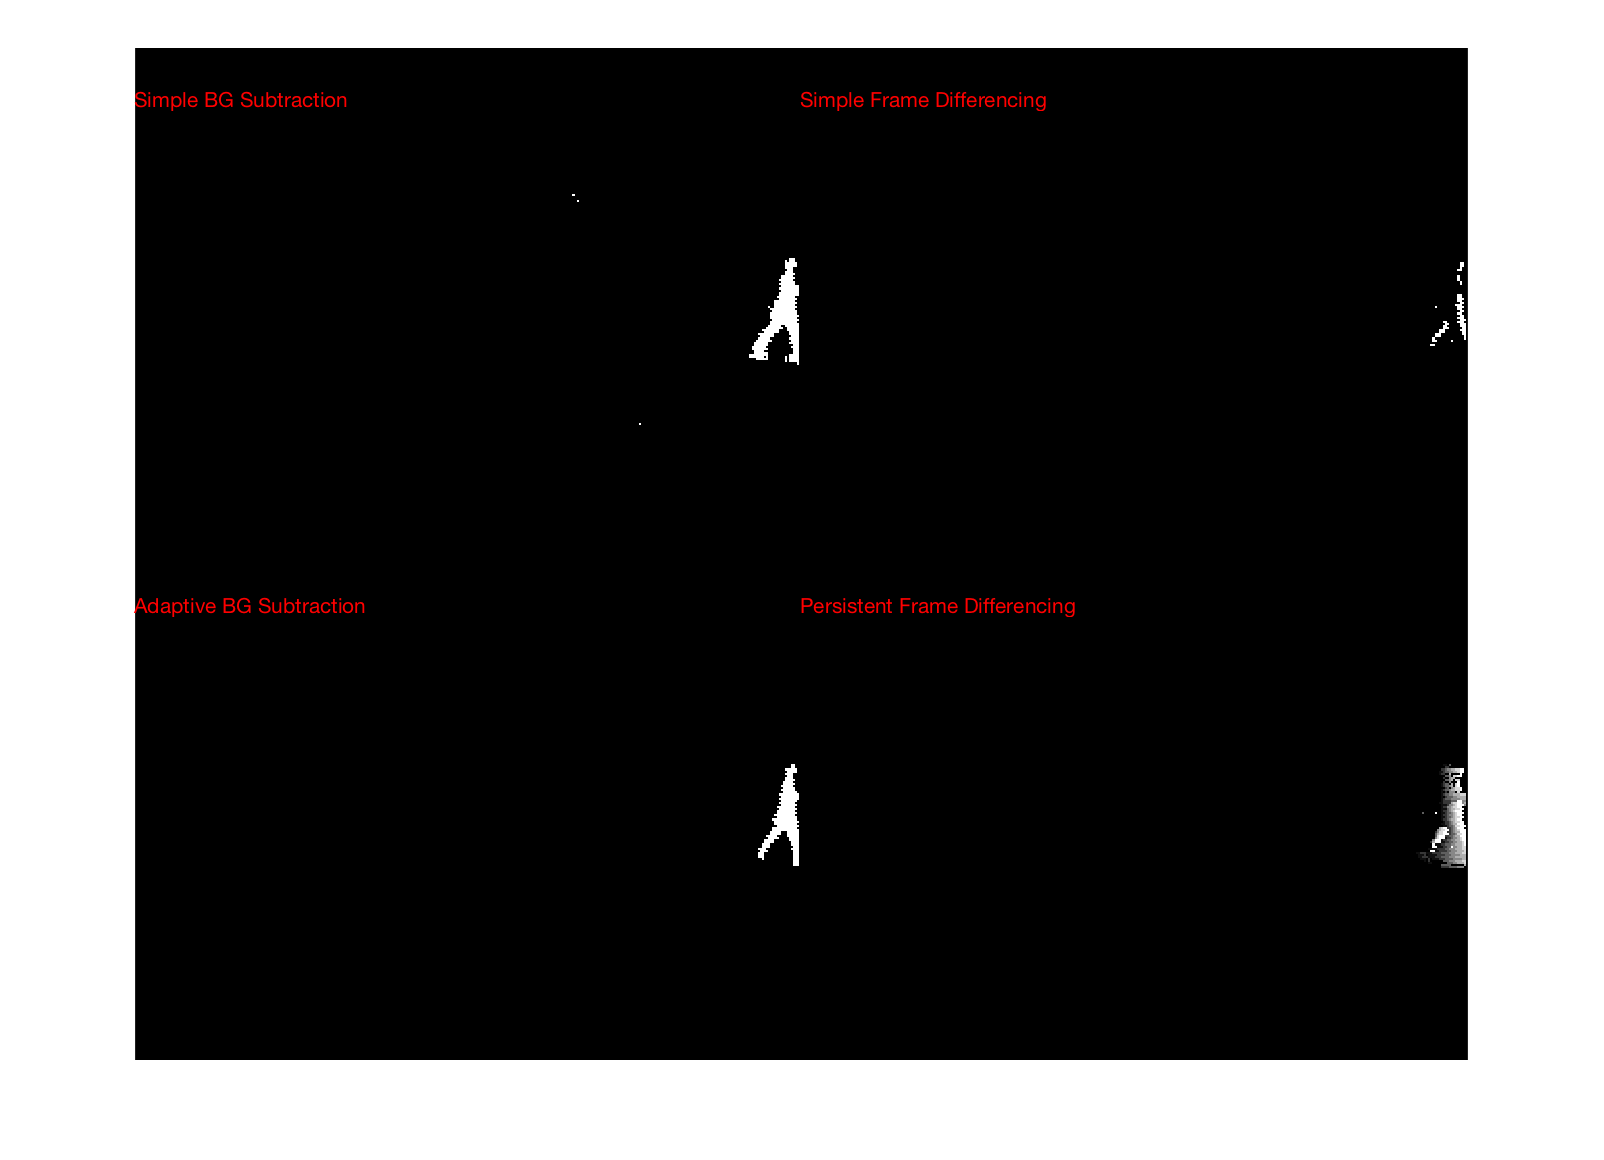 Simple BG Subtraction
Simple Frame Differencing
Adaptive BG Subtraction
Persistent Frame Differencing